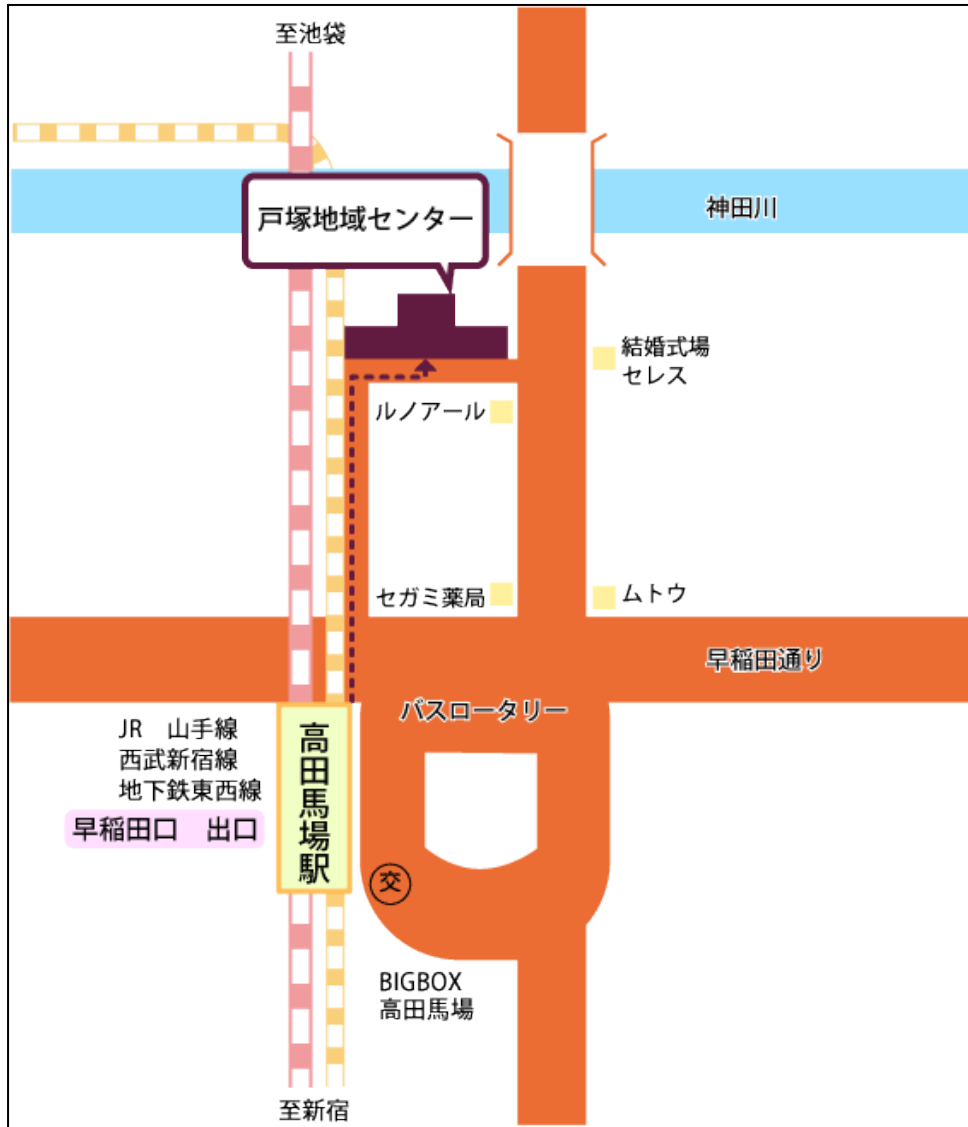 至池袋
神田川
戸塚地域センター
結婚式場
セレス
ルノアール
セガミ薬局
ムトウ
早稲田通り
バスロータリー
JR　山手線
西武新宿線
地下鉄東西線
早稲田口　出口
高田馬場駅
交
BIGBOX
高田馬場
至新宿